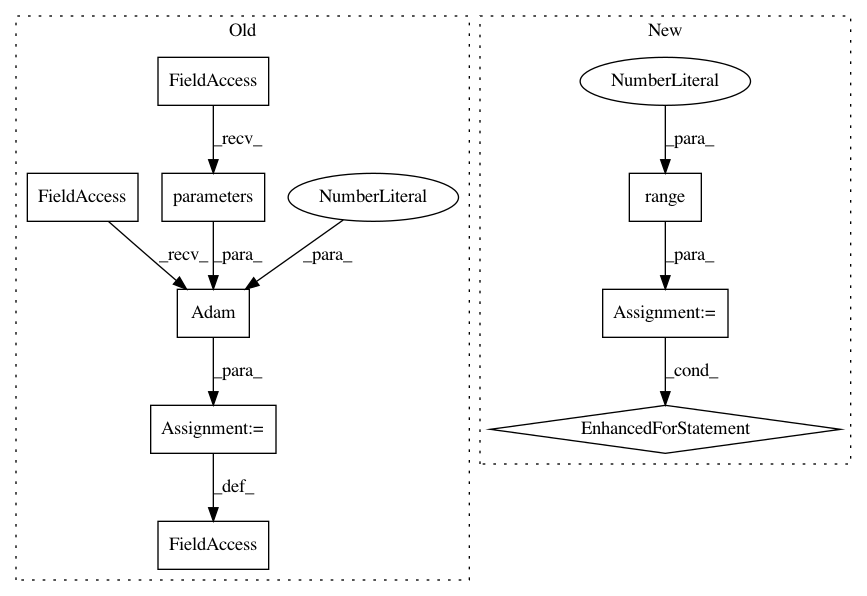 Old
New
FieldAccess
NumberLiteral
_recv_
_para_
FieldAccess
parameters
NumberLiteral
range
_recv_
_para_
_para_
_para_
Adam
Assignment:=
_para_
_cond_
Assignment:=
EnhancedForStatement
_def_
FieldAccess